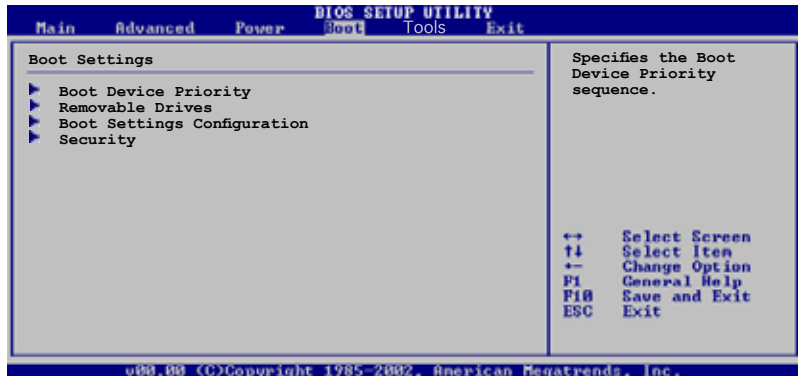 BIOS SETUP UTILITY
Main Advanced Power Boot Tools Exit
Boot Settings
Boot Device Priority
Removable Drives
Boot Settings Configuration
Security
Specifies the Boot
Device Priority
sequence.
←→ Select Screen
↑↓ Select Item
+- Change Option
F1 General Help
F10 Save and Exit
ESC Exit
v00.00 (C)Copyright 1985-2002, American Megatrends, Inc.